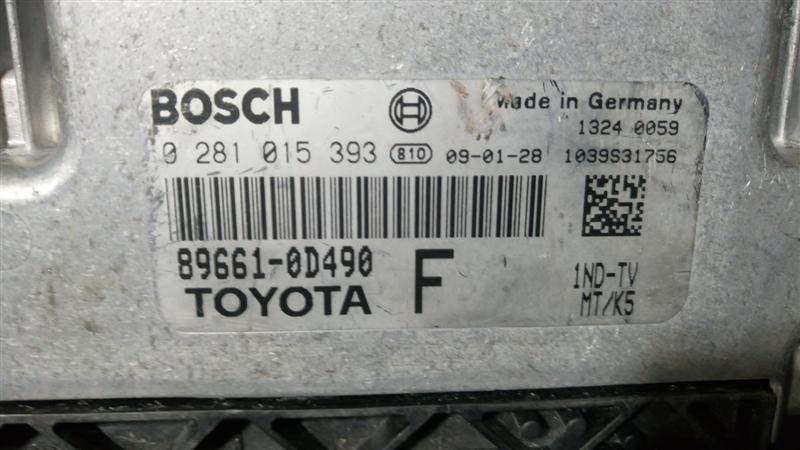 BOSCH Made in Germany
1324 0059
0 281 015 393 810 09-01-28 1039S31756
89661-0D490 F 1ND-TV
TOYOTA MT/K5